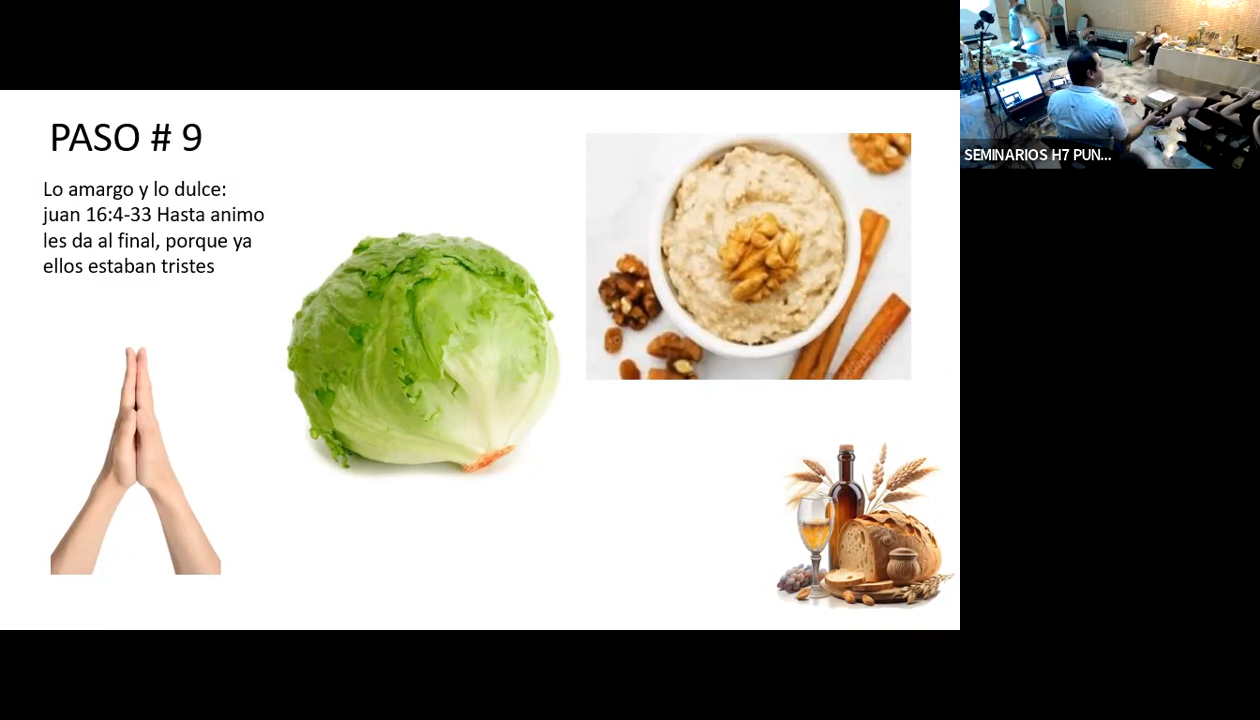 PASO # 9
Lo amargo y lo dulce:
juan 16:4-33 Hasta animo
les da al final, porque ya
ellos estaban tristes
SEMINARIOS H7 PUN...